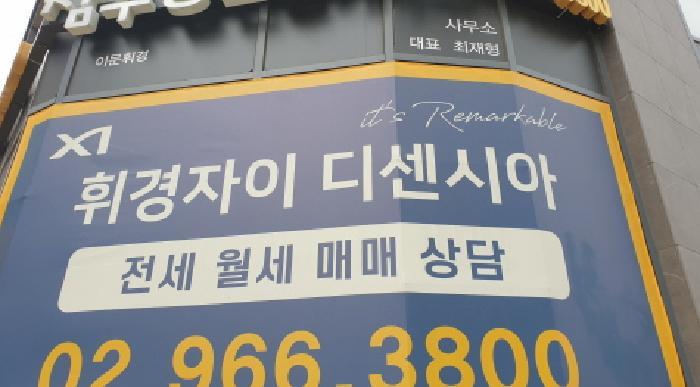 사무소
대표 최재형
이문휘경
it's Remarkable
XI
휘경자이 디센시아
전세 월세 매매 상담
02.966.3800